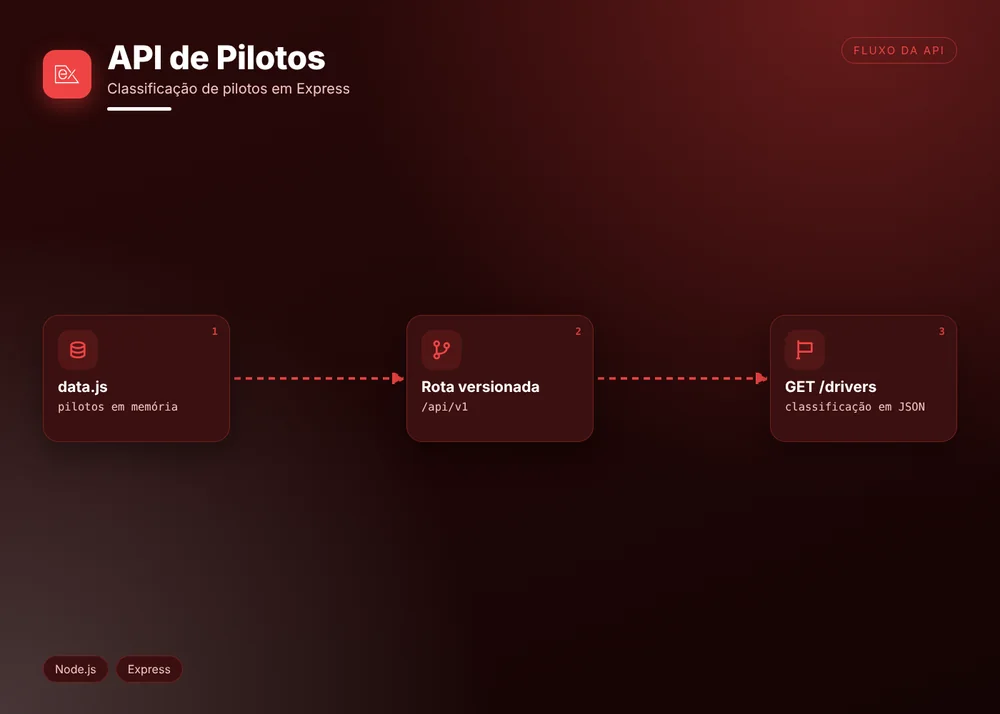 ex
API de Pilotos
Classificação de pilotos em Express
FLUXO DA API
1
data.js
pilotos em memória
2
Rota versionada
/api/v1
3
GET /drivers
classificação em JSON
Node.js
Express